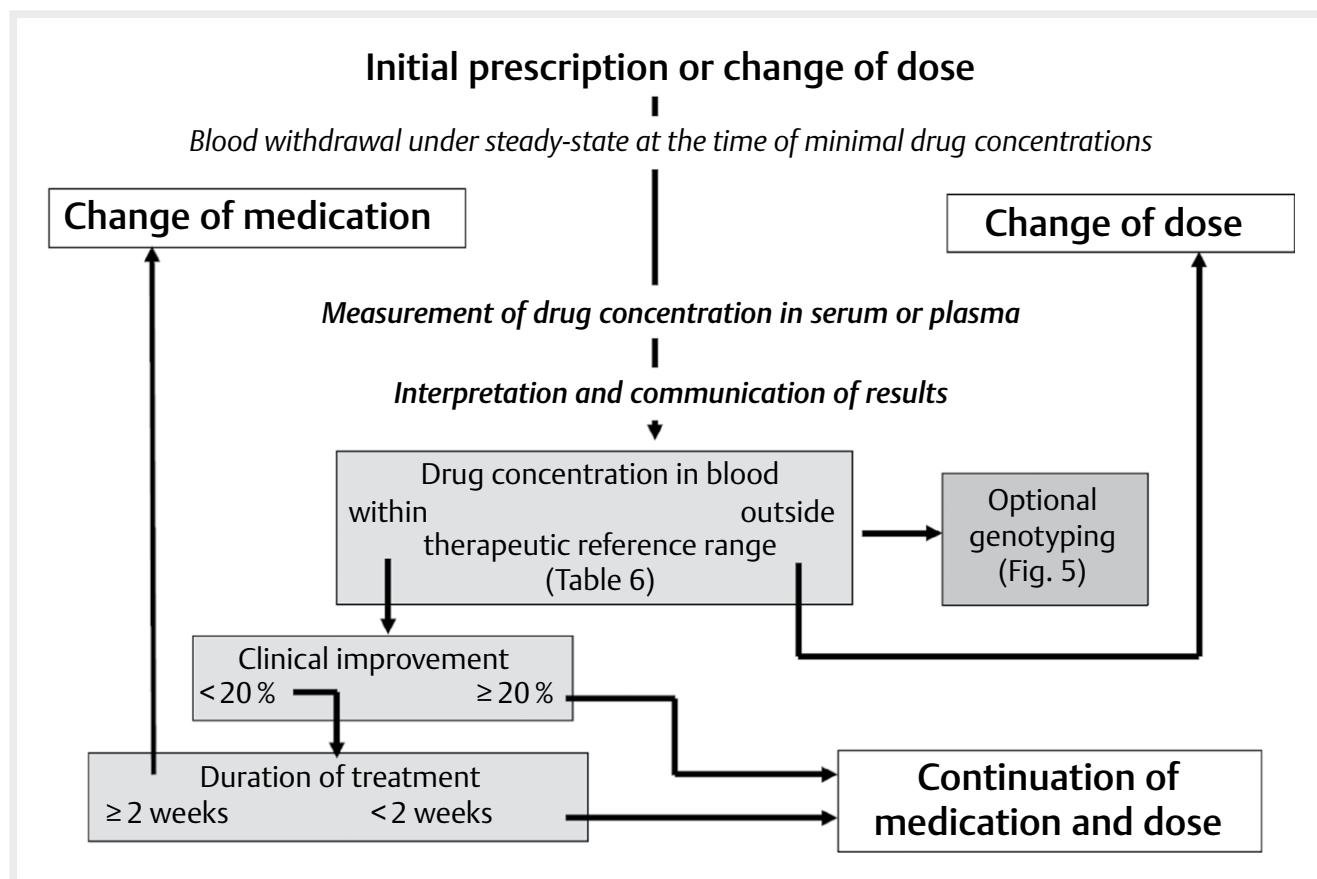 Initial prescription or change of dose
Blood withdrawal under steady-state at the time of minimal drug concentrations
Change of medication
Change of dose
Measurement of drug concentration in serum or plasma
Interpretation and communication of results
Drug concentration in blood
within outside
therapeutic reference range
(Table 6)
Optional
genotyping
(Fig. 5)
Clinical improvement
< 20 % ≥ 20 %
Duration of treatment
≥ 2 weeks < 2 weeks
Continuation of
medication and dose